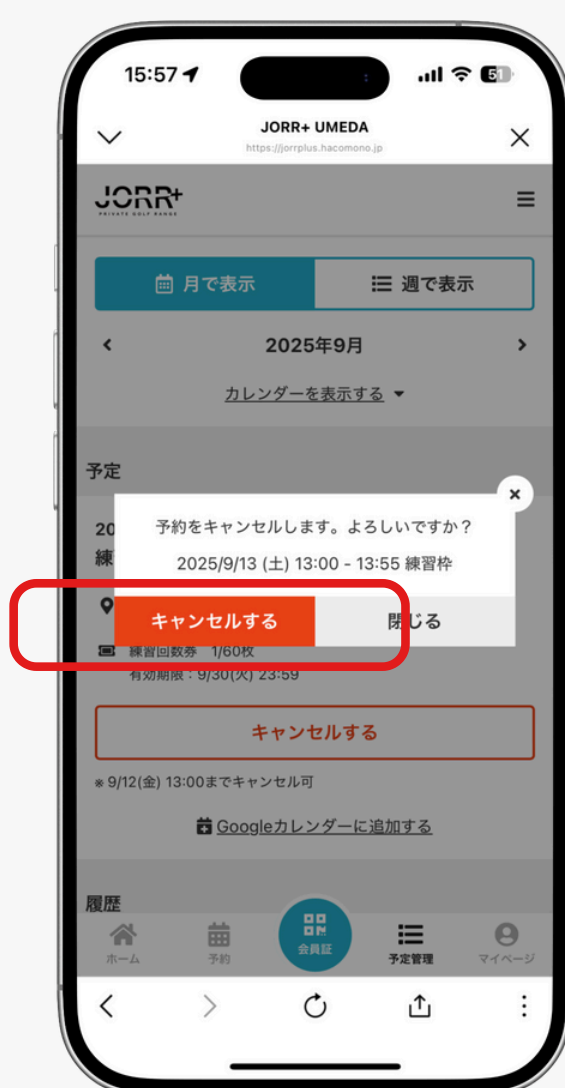 15:57
51
JORR+ UMEDA
https://jorrplus.hacomono.jp
JORR+
PRIVATE GOLF RANGE
月で表示
週で表示
2025年9月
カレンダーを表示する
予定
20
練
予約をキャンセルします。よろしいですか？
2025/9/13 (土) 13:00 - 13:55 練習枠
キャンセルする
閉じる
練習回数券 1/60枚
有効期限：9/30(火) 23:59
キャンセルする
※ 9/12(金) 13:00までキャンセル可
Googleカレンダーに追加する
履歴
ホーム
予約
会員証
予定管理
マイページ